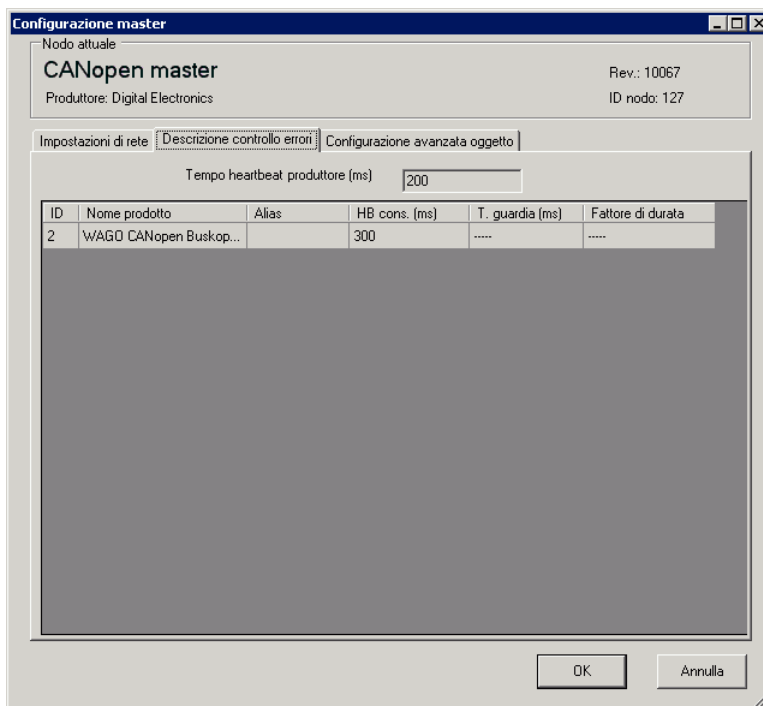 Configurazione master
Nodo attuale
CANopen master
Rev.: 10067
Produttore: Digital Electronics
ID nodo: 127
Impostazioni di rete
Descrizione controllo errori
Configurazione avanzata oggetto
Tempo heartbeat produttore (ms)
200
ID Nome prodotto Alias HB cons. (ms) T. guardia (ms) Fattore di durata
2 WAGO CANopen Buskop... 300 ----- -----
OK
Annulla